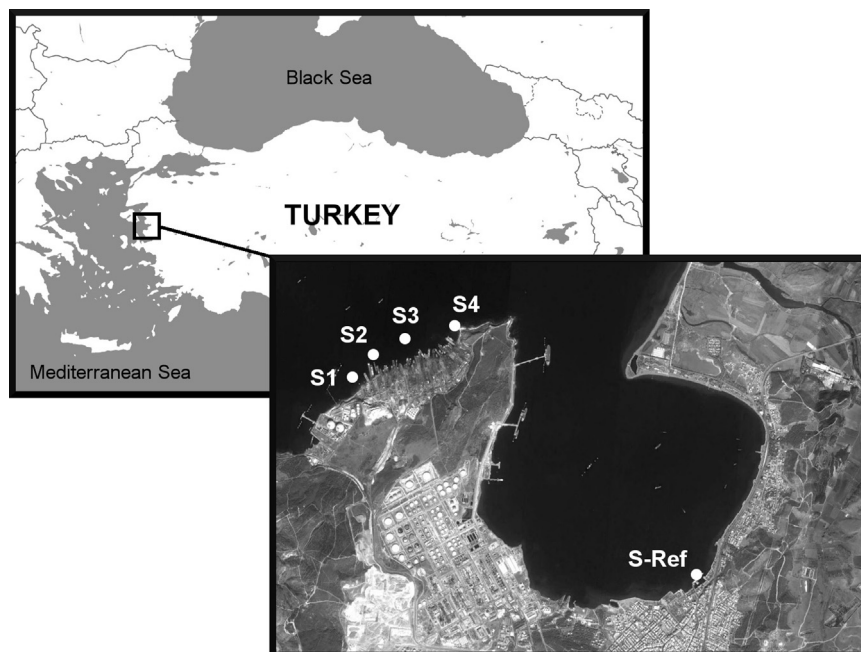 Black Sea
TURKEY
Mediterranean Sea
S1
S2
S3
S4
S-Ref